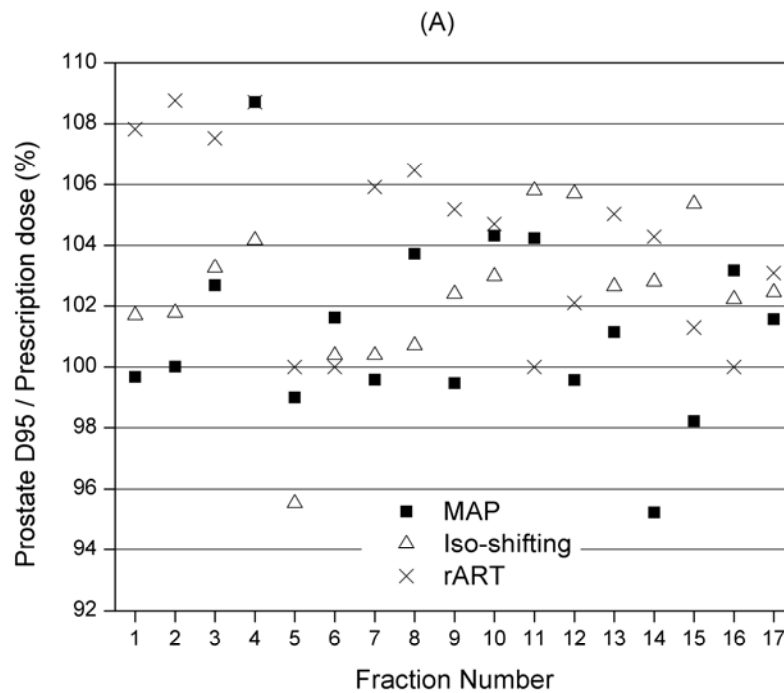 (A)
Prostate D95 / Prescription dose (%)
110
108
106
104
102
100
98
96
94
92
MAP
Iso-shifting
rART
1 2 3 4 5 6 7 8 9 10 11 12 13 14 15 16 17
Fraction Number